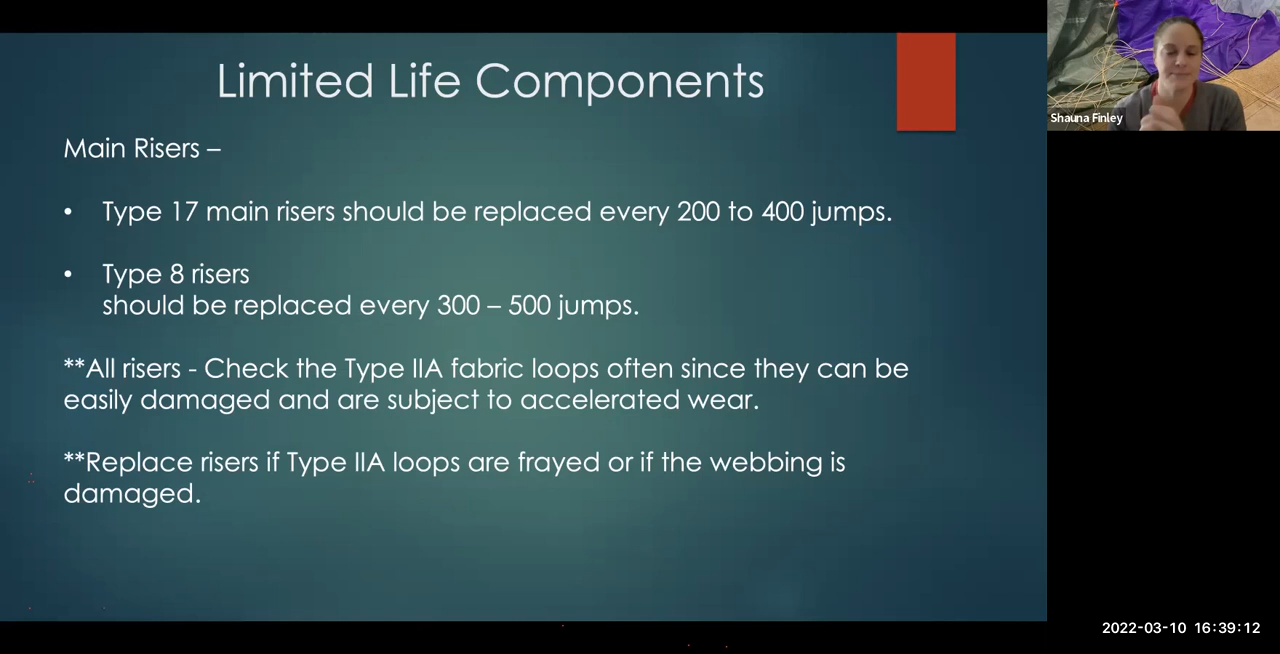 Limited Life Components
Main Risers –
• Type 17 main risers should be replaced every 200 to 400 jumps.
• Type 8 risers
should be replaced every 300 – 500 jumps.
**All risers - Check the Type IIA fabric loops often since they can be
easily damaged and are subject to accelerated wear.
**Replace risers if Type IIA loops are frayed or if the webbing is
damaged.
Shauna Finley
2022-03-10 16:39:12